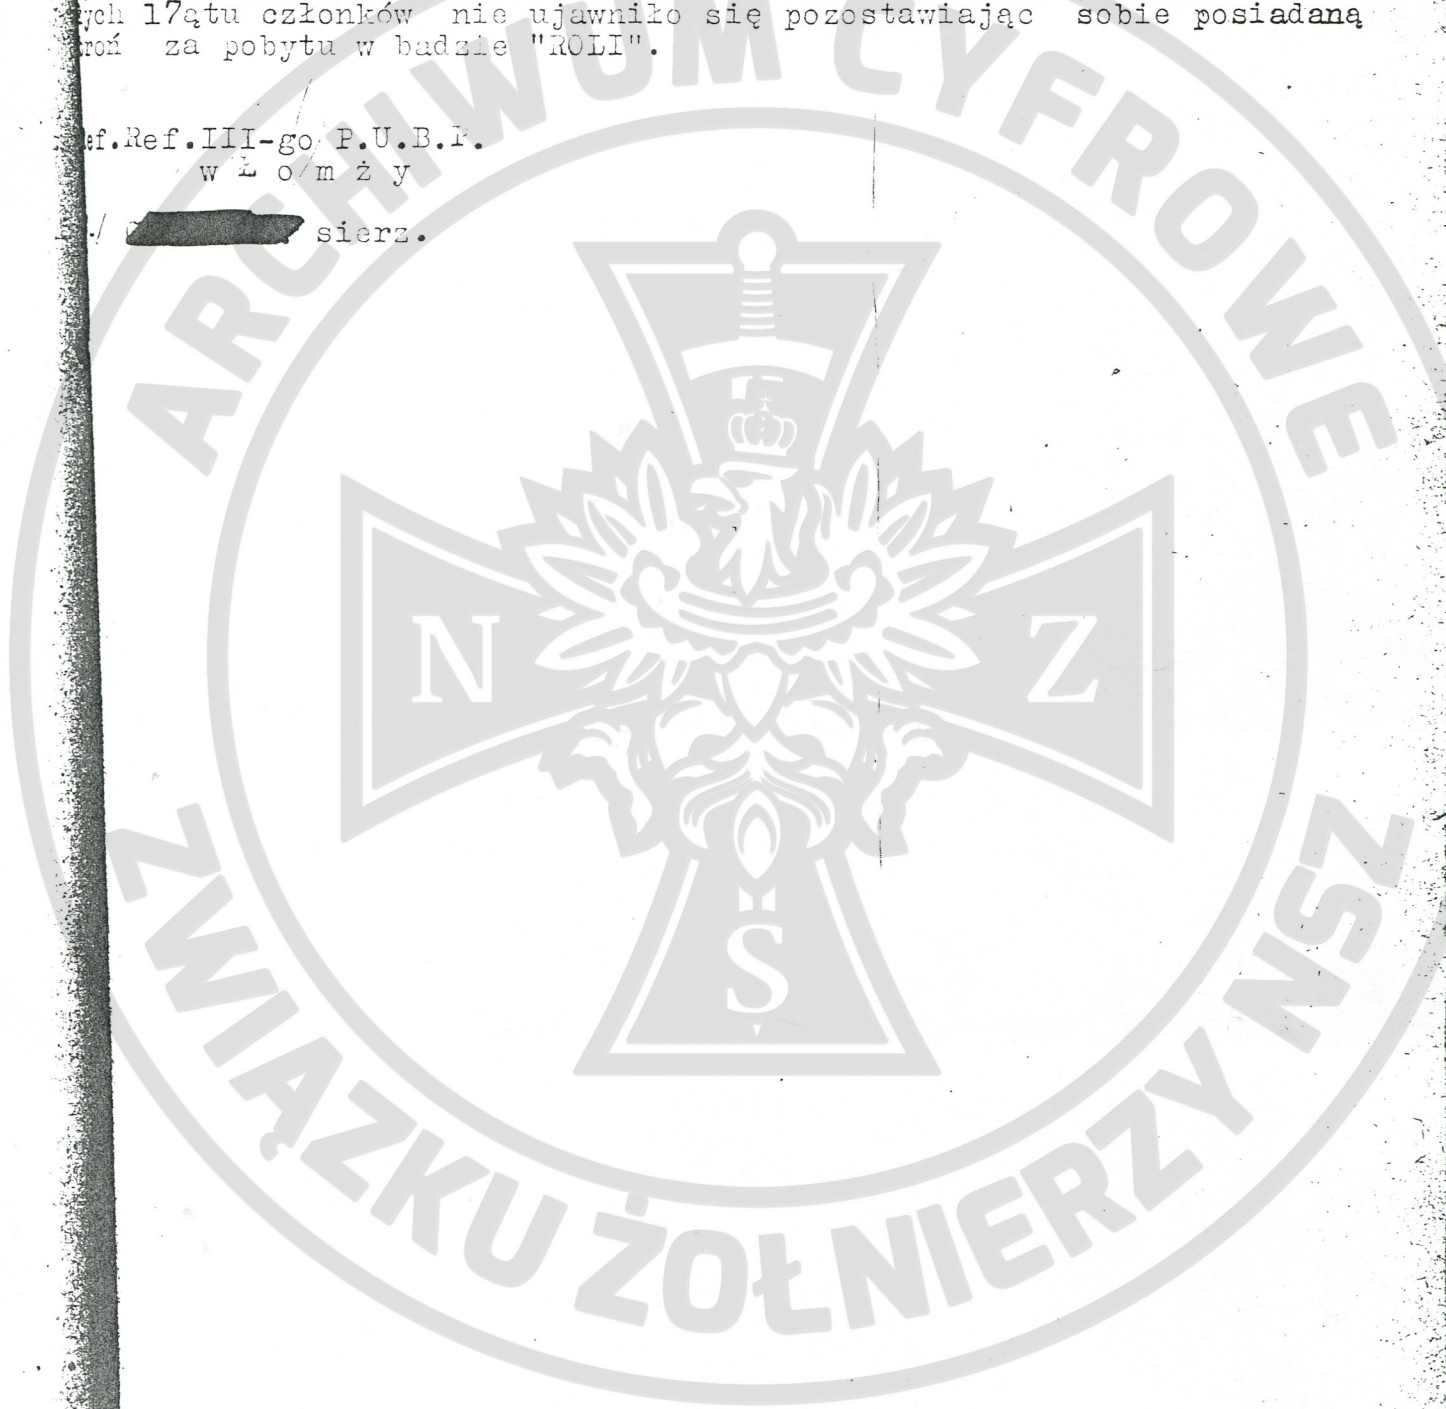 ych 17ątu członków nie ujawniło się pozostawiając sobie posiadaną
roń za pobytu w badzie "ROLI".
ef.Ref.III-go P.U.B.P.
w Ł o m ż y
./ sierz.
ARCHIWUM CYFROWE
N Z
S
ZWIĄZKU ŻOŁNIERZY NSZ